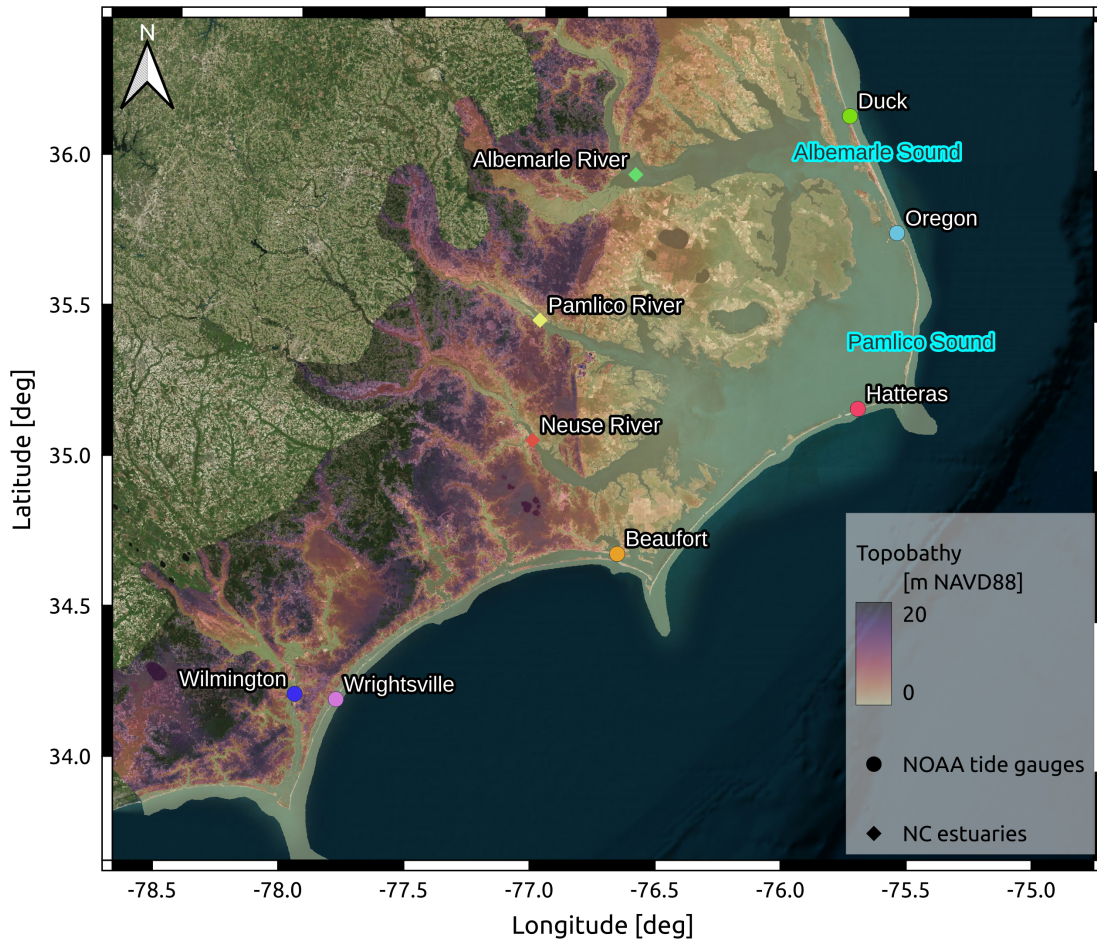 N
Duck
Albemarle Sound
Albemarle River
Oregon
Pamlico River
Pamlico Sound
Hatteras
Neuse River
Beaufort
Wilmington
Wrightsville
Topobathy
[m NAVD88]
20
0
NOAA tide gauges
NC estuaries
Latitude [deg]
36.0
35.5
35.0
34.5
34.0
-78.5
-78.0
-77.5
-77.0
-76.5
-76.0
-75.5
-75.0
Longitude [deg]